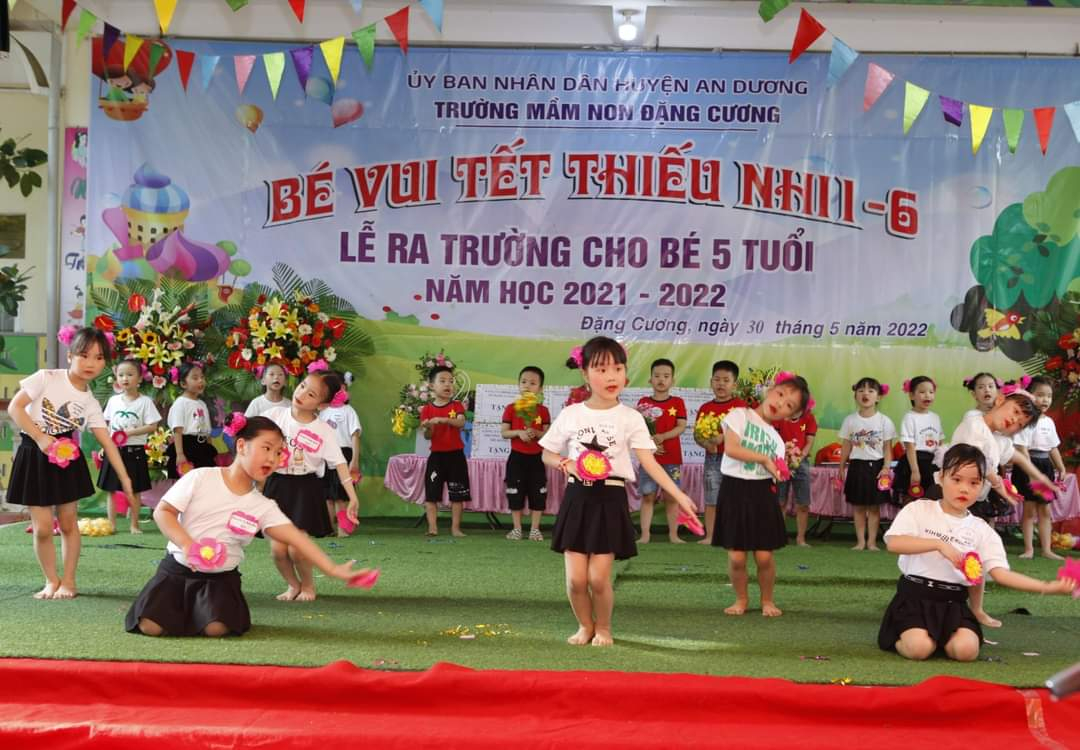 ỦY BAN NHÂN DÂN HUYỆN AN DƯƠNG
TRƯỜNG MẦM NON ĐẶNG CƯƠNG
BÉ VUI TẾT THIẾU NHI 1-6
LỄ RA TRƯỜNG CHO BÉ 5 TUỔI
NĂM HỌC 2021 - 2022
Đặng Cương, ngày 30 tháng 5 năm 2022